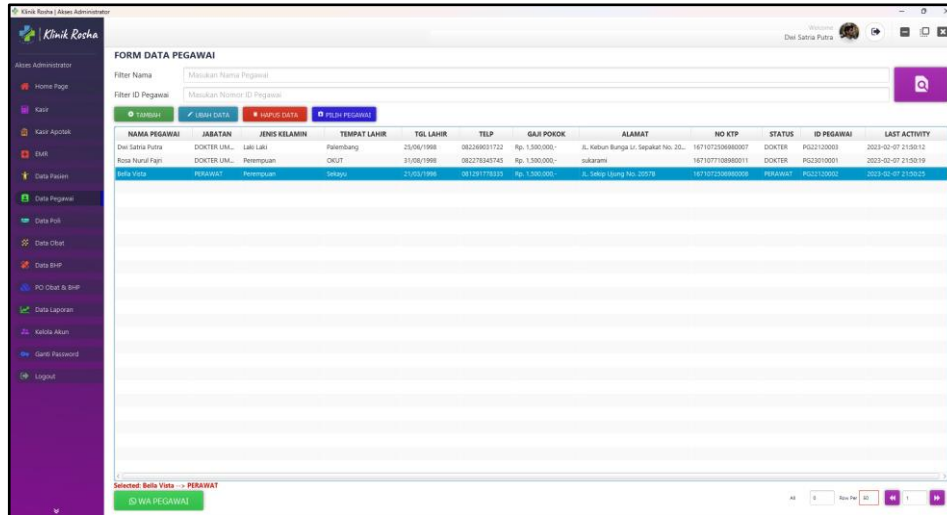 Klinik Rosha | Akses Administrator
Klinik Rosha
Welcome
Dwi Satria Putra
Akses Administrator
Home Page
Kasir
Kasir Apotek
EMR
Data Pasien
Data Pegawai
Data Poli
Data Obat
Data BHP
PO Obat & BHP
Data Laporan
Kelola Akun
Ganti Password
Logout
FORM DATA PEGAWAI
Filter Nama Masukan Nama Pegawai
Filter ID Pegawai Masukan Nomor ID Pegawai
TAMBAH UBAH DATA HAPUS DATA PILIH PEGAWAI
NAMA PEGAWAI JABATAN JENIS KELAMIN TEMPAT LAHIR TGL LAHIR TELP GAJI POKOK ALAMAT NO KTP STATUS ID PEGAWAI LAST ACTIVITY
Dwi Satria Putra DOKTER UM... Laki Laki Palembang 25/06/1998 082269031722 Rp. 1,500,000,- JL. Kebun Bunga Lr. Sepakat No. 20... 1671072506980007 DOKTER PG22120003 2023-02-07 21:50:12
Rosa Nurul Fajri DOKTER UM... Perempuan OKUT 31/08/1998 082278345745 Rp. 1,500,000,- sukarami 1671077108980011 DOKTER PG23010001 2023-02-07 21:50:19
Bella Vista PERAWAT Perempuan Sekayu 21/03/1998 081291778335 Rp. 1,500,000,- JL. Sekip Ujung No. 2057B 1671072506980008 PERAWAT PG22120002 2023-02-07 21:50:25
Selected: Bella Vista --> PERAWAT
WA PEGAWAI
All Row Per 1